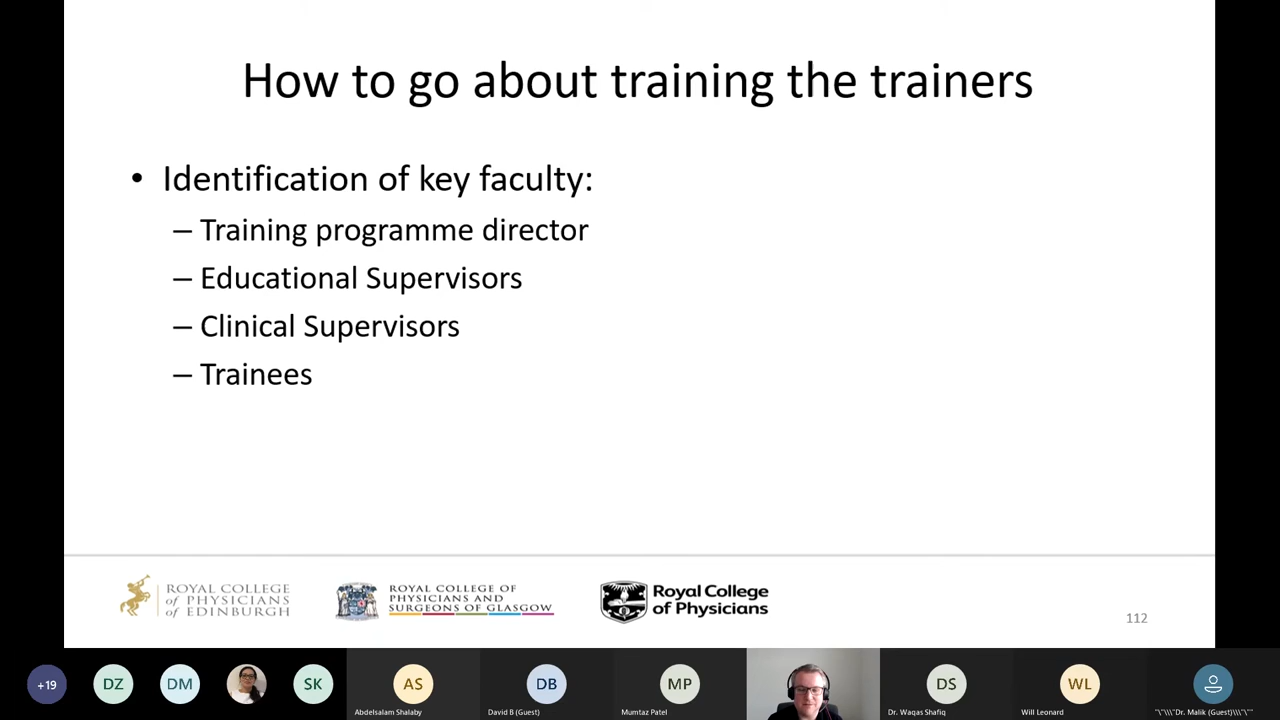 How to go about training the trainers
• Identification of key faculty:
– Training programme director
– Educational Supervisors
– Clinical Supervisors
– Trainees
ROYAL COLLEGE
of PHYSICIANS
of EDINBURGH
ROYAL COLLEGE OF
PHYSICIANS AND
SURGEONS OF GLASGOW
Royal College
of Physicians
112
+19
DZ
DM
SK
AS
DB
MP
DS
WL
Abdelsalam Shalaby
David B (Guest)
Mumtaz Patel
Dr. Waqas Shafiq
Will Leonard
"\"\\\"Dr. Malik (Guest)\\\"\""